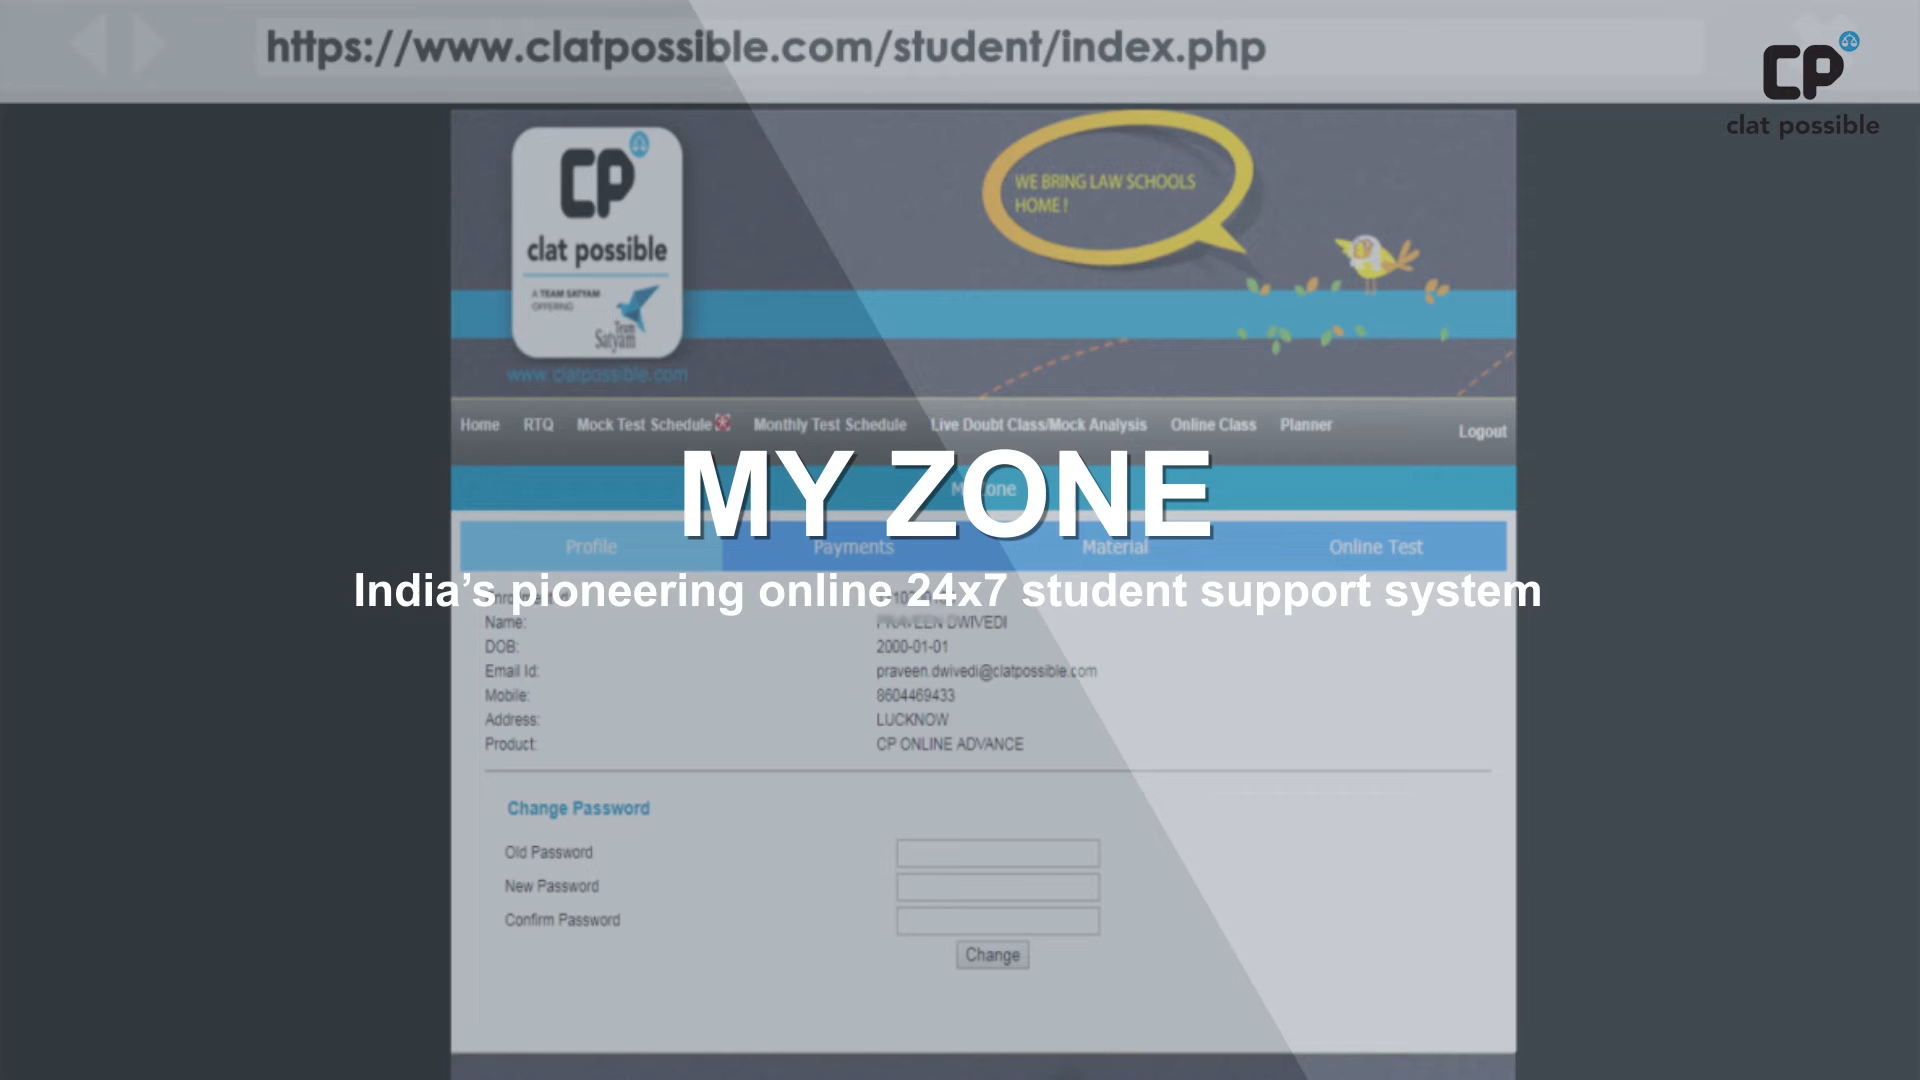 https://www.clatpossible.com/student/index.php
CP
clat possible
CP
clat possible
A TEAM SATYAM
OFFERING
Team
Satyam
www.clatpossible.com
WE BRING LAW SCHOOLS
HOME !
Home RTQ Mock Test Schedule Monthly Test Schedule Live Doubt Class/Mock Analysis Online Class Planner Logout
MY ZONE
Profile Payments Material Online Test
India’s pioneering online 24x7 student support system
Name: PRAVEEN DWIVEDI
DOB: 2000-01-01
Email Id: praveen.dwivedi@clatpossible.com
Mobile: 8604469433
Address: LUCKNOW
Product: CP ONLINE ADVANCE
Change Password
Old Password
New Password
Confirm Password
Change